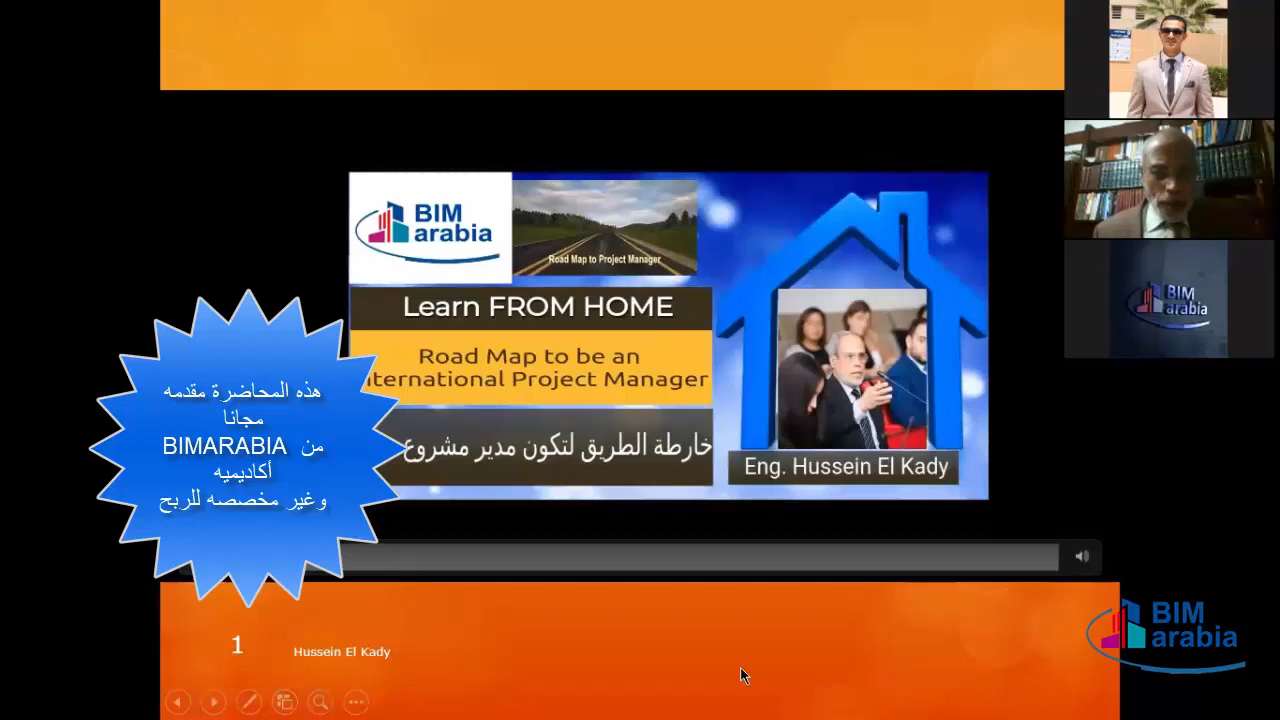 BIM
arabia
Road Map to Project Manager
Learn FROM HOME
Road Map to be an
nternational Project Manager
خارطة الطريق لتكون مدير مشروع
Eng. Hussein El Kady
هذه المحاضرة مقدمه
مجانا
من BIMARABIA
أكاديميه
وغير مخصصه للربح
1
Hussein El Kady
BIM
arabia
BIM
arabia